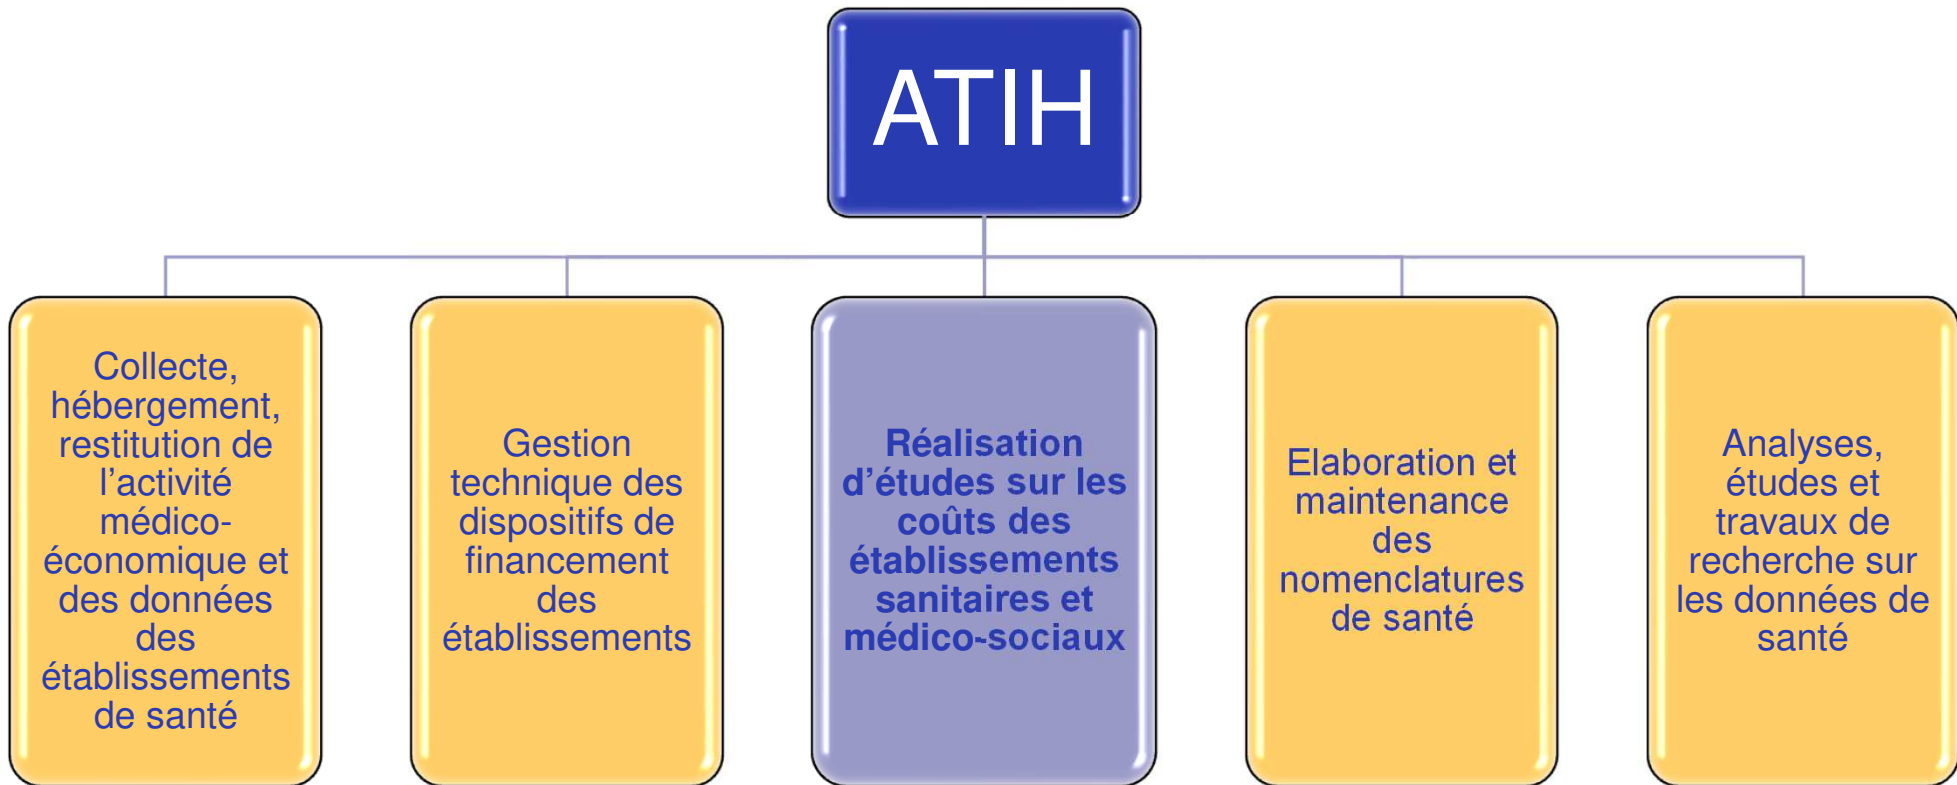 ATIH
Collecte,
hébergement,
restitution de
l’activité
médico-
économique et
des données
des
établissements
de santé
Gestion
technique des
dispositifs de
financement
des
établissements
Réalisation
d’études sur les
coûts des
établissements
sanitaires et
médico-sociaux
Elaboration et
maintenance
des
nomenclatures
de santé
Analyses,
études et
travaux de
recherche sur
les données de
santé